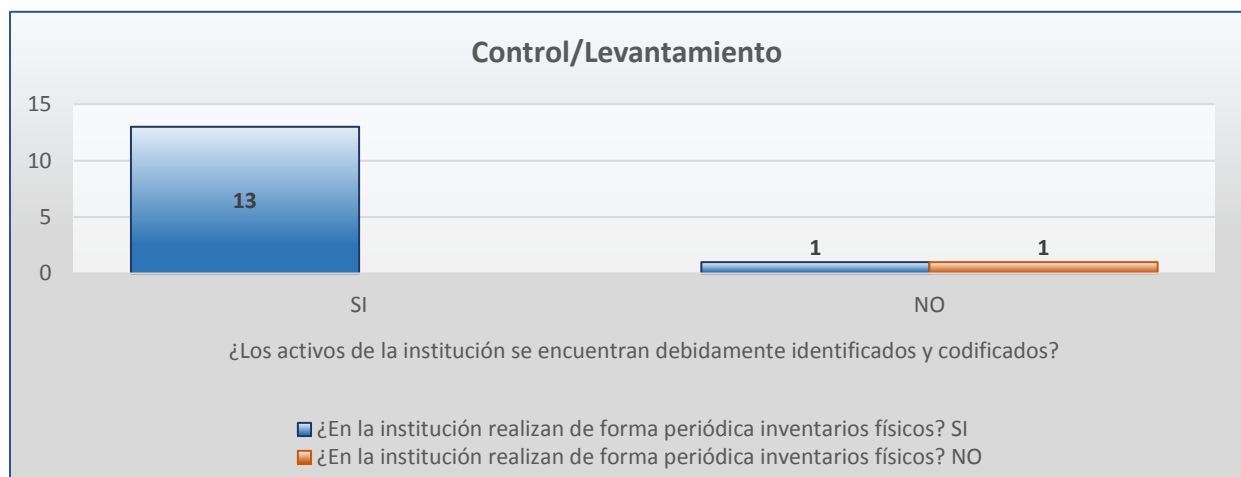 Control/Levantamiento
15
10
5
0
13
1
1
SI
NO
¿Los activos de la institución se encuentran debidamente identificados y codificados?
¿En la institución realizan de forma periódica inventarios físicos? SI
¿En la institución realizan de forma periódica inventarios físicos? NO